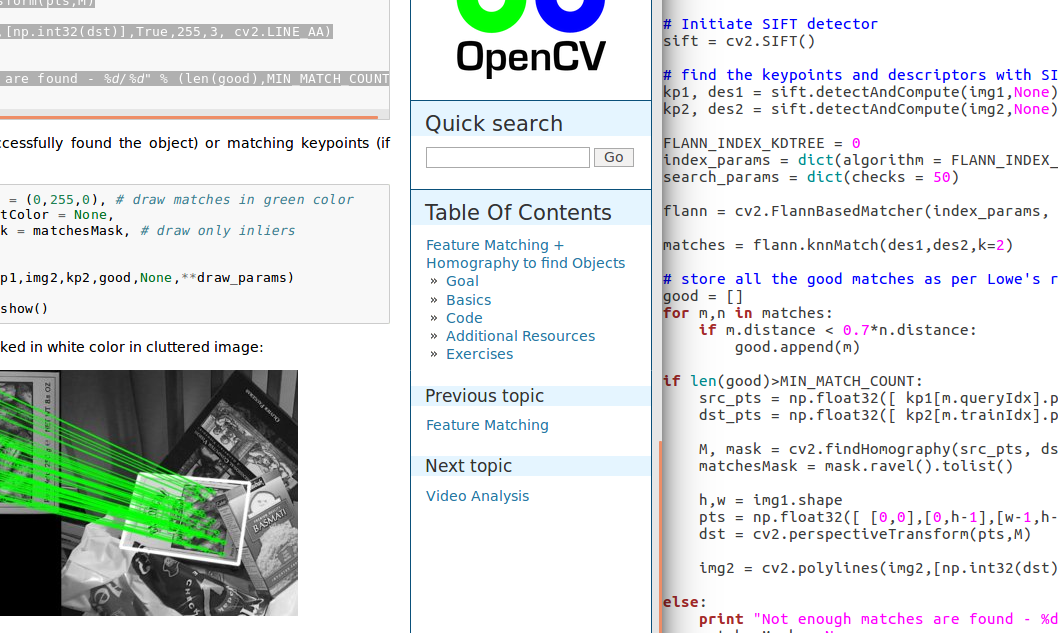 sform(pts,M)
,[np.int32(dst)],True,255,3, cv2.LINE_AA)
are found - %d/%d" % (len(good),MIN_MATCH_COUNT
ccessfully found the object) or matching keypoints (if
= (0,255,0), # draw matches in green color
tColor = None,
k = matchesMask, # draw only inliers
p1,img2,kp2,good,None,**draw_params)
show()
ked in white color in cluttered image:
BASMATI
OpenCV
Quick search
Go
Table Of Contents
Feature Matching +
Homography to find Objects
» Goal
» Basics
» Code
» Additional Resources
» Exercises
Previous topic
Feature Matching
Next topic
Video Analysis
# Initiate SIFT detector
sift = cv2.SIFT()
# find the keypoints and descriptors with SI
kp1, des1 = sift.detectAndCompute(img1,None)
kp2, des2 = sift.detectAndCompute(img2,None)
FLANN_INDEX_KDTREE = 0
index_params = dict(algorithm = FLANN_INDEX_
search_params = dict(checks = 50)
flann = cv2.FlannBasedMatcher(index_params,
matches = flann.knnMatch(des1,des2,k=2)
# store all the good matches as per Lowe's r
good = []
for m,n in matches:
if m.distance < 0.7*n.distance:
good.append(m)
if len(good)>MIN_MATCH_COUNT:
src_pts = np.float32([ kp1[m.queryIdx].p
dst_pts = np.float32([ kp2[m.trainIdx].p
M, mask = cv2.findHomography(src_pts, ds
matchesMask = mask.ravel().tolist()
h,w = img1.shape
pts = np.float32([ [0,0],[0,h-1],[w-1,h-
dst = cv2.perspectiveTransform(pts,M)
img2 = cv2.polylines(img2,[np.int32(dst)
else:
print "Not enough matches are found - %d